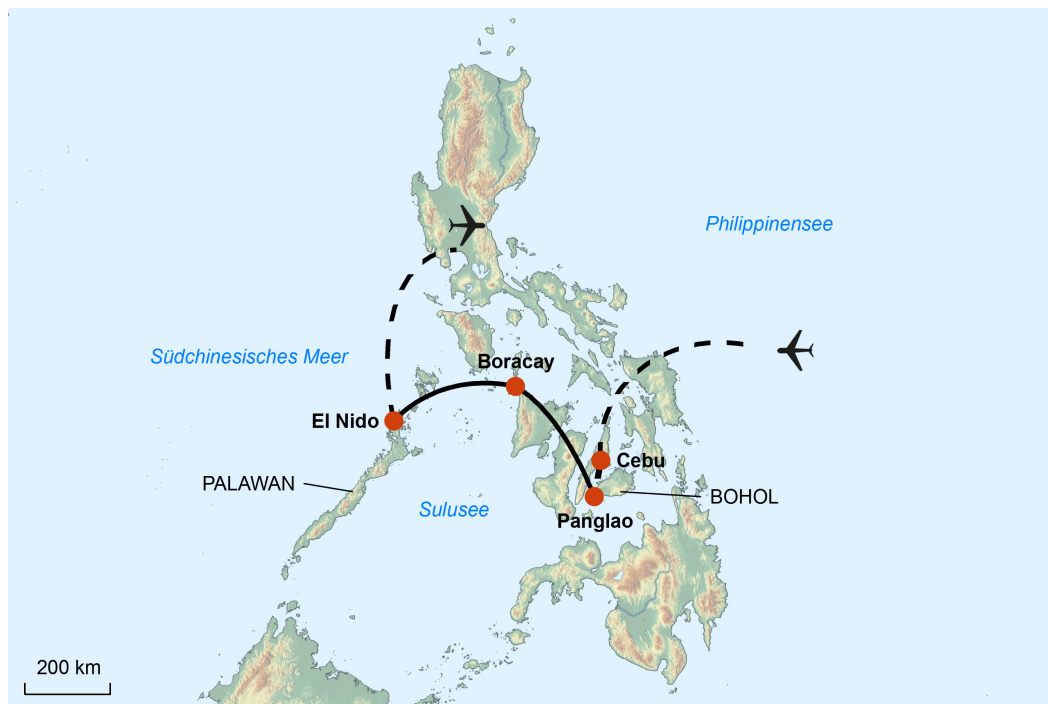 Philippinensee
Südchinesisches Meer
Boracay
El Nido
Cebu
PALAWAN
BOHOL
Sulusee
Panglao
200 km